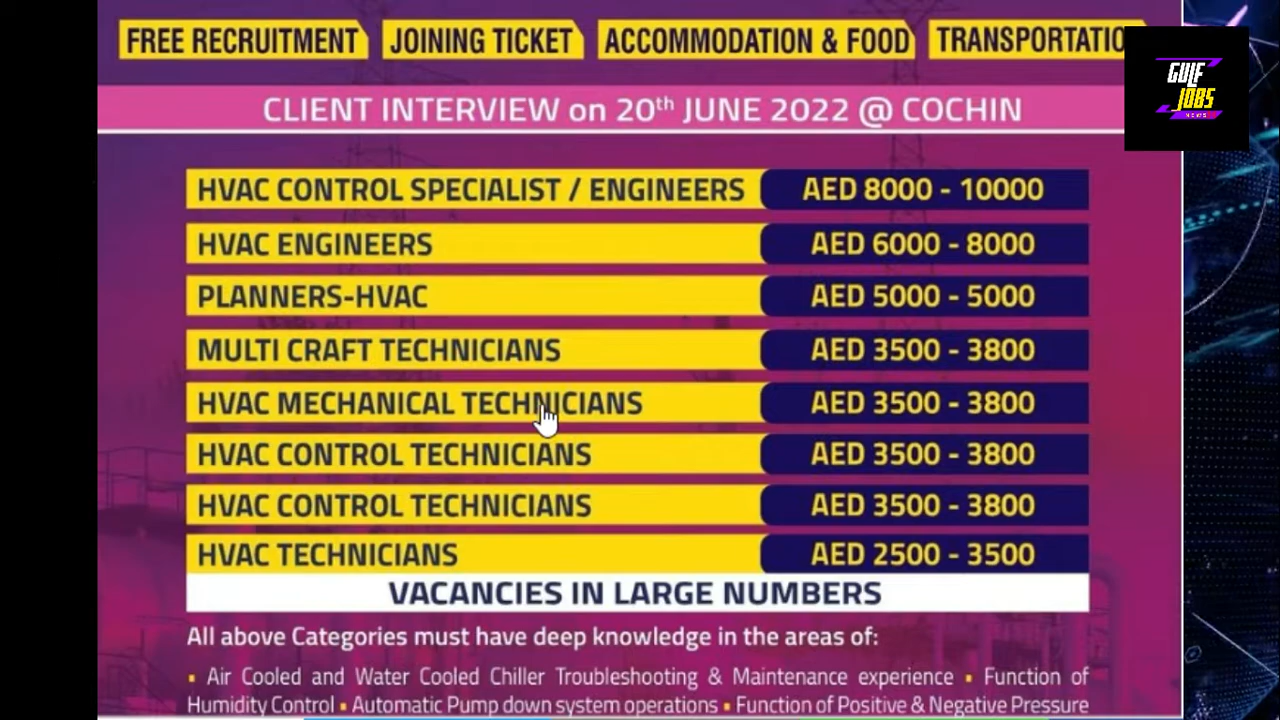 FREE RECRUITMENT JOINING TICKET ACCOMMODATION & FOOD TRANSPORTATIO
GULF
JOBS
NEWS
CLIENT INTERVIEW on 20th JUNE 2022 @ COCHIN
HVAC CONTROL SPECIALIST / ENGINEERS AED 8000 - 10000
HVAC ENGINEERS AED 6000 - 8000
PLANNERS-HVAC AED 5000 - 5000
MULTI CRAFT TECHNICIANS AED 3500 - 3800
HVAC MECHANICAL TECHNICIANS AED 3500 - 3800
HVAC CONTROL TECHNICIANS AED 3500 - 3800
HVAC CONTROL TECHNICIANS AED 3500 - 3800
HVAC TECHNICIANS AED 2500 - 3500
VACANCIES IN LARGE NUMBERS
All above Categories must have deep knowledge in the areas of:
▪ Air Cooled and Water Cooled Chiller Troubleshooting & Maintenance experience ▪ Function of
Humidity Control ▪ Automatic Pump down system operations ▪ Function of Positive & Negative Pressure